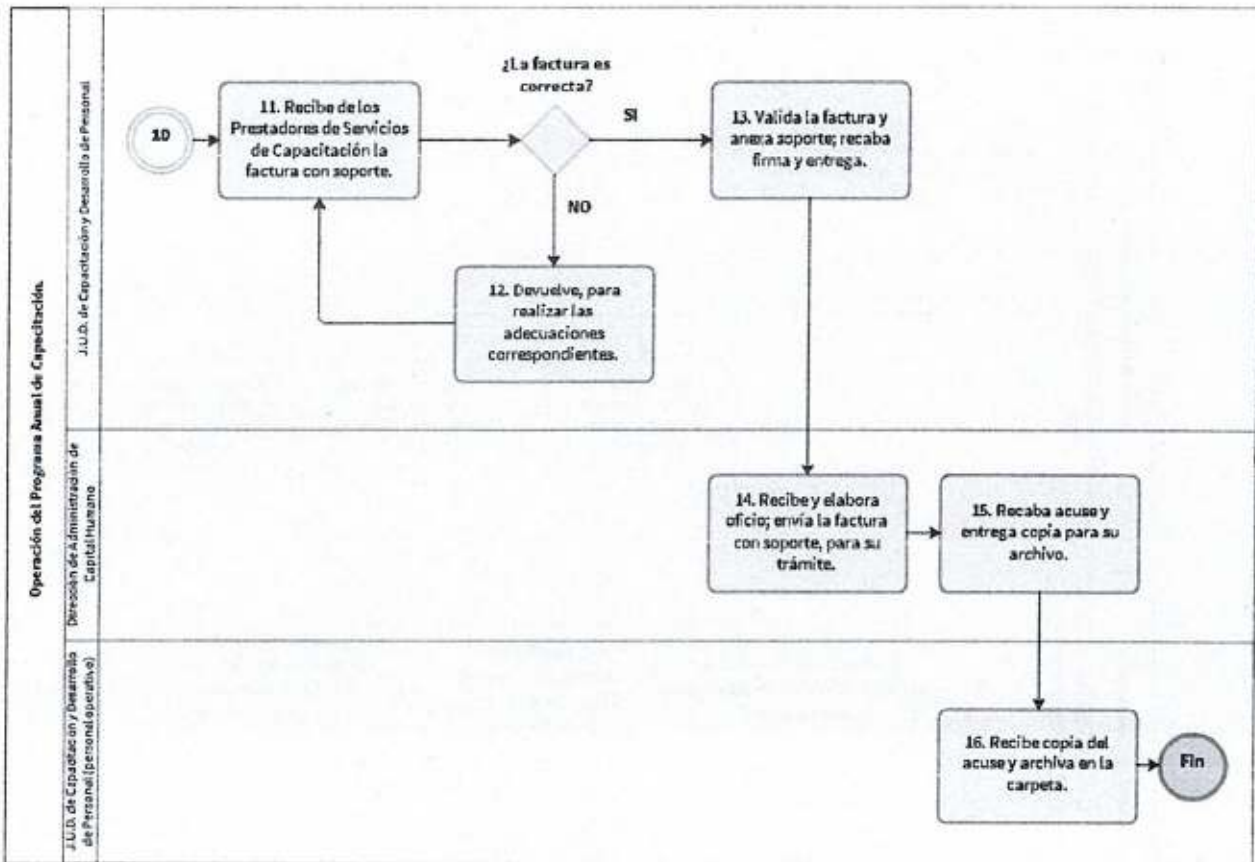 Operación del Programa Anual de Capacitación.
J.U.D. de Capacitación y Desarrollo de Personal
10
11. Recibe de los
Prestadores de Servicios
de Capacitación la
factura con soporte.
¿La factura es
correcta?
SI
NO
13. Valida la factura y
anexa soporte; recaba
firma y entrega.
12. Devuelve, para
realizar las
adecuaciones
correspondientes.
Dirección de Administración de
Capital Humano
14. Recibe y elabora
oficio; envía la factura
con soporte, para su
trámite.
15. Recaba acuse y
entrega copia para su
archivo.
J.U.D. de Capacitación y Desarrollo
de Personal (personal operativo)
16. Recibe copia del
acuse y archiva en la
carpeta.
Fin